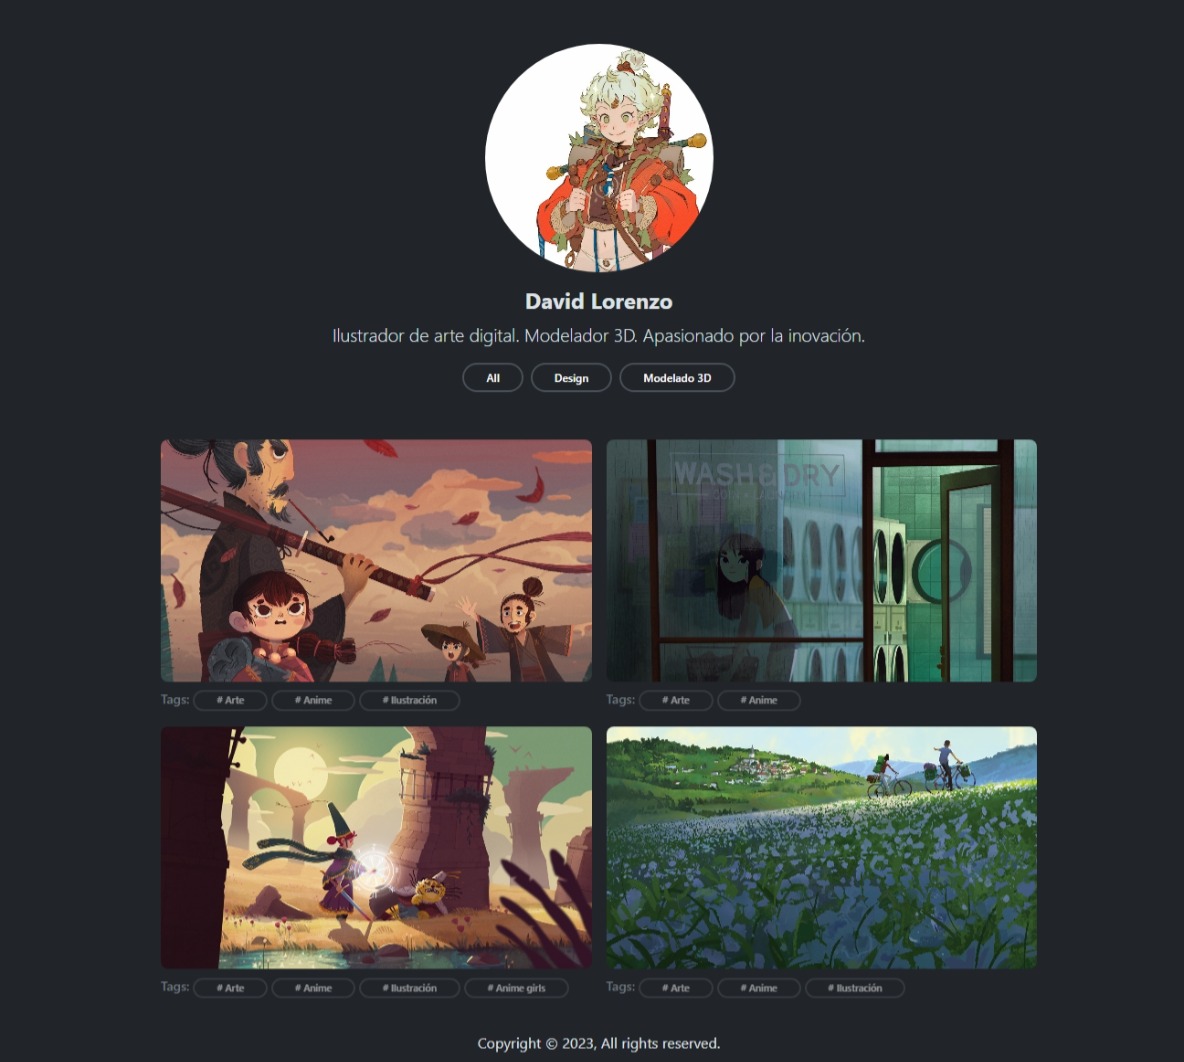 David Lorenzo
Ilustrador de arte digital. Modelador 3D. Apasionado por la inovación.
All Design Modelado 3D
WASH & DRY
Tags: # Arte # Anime # Ilustración
Tags: # Arte # Anime
Tags: # Arte # Anime # Ilustración # Anime girls
Tags: # Arte # Anime # Ilustración
Copyright © 2023, All rights reserved.